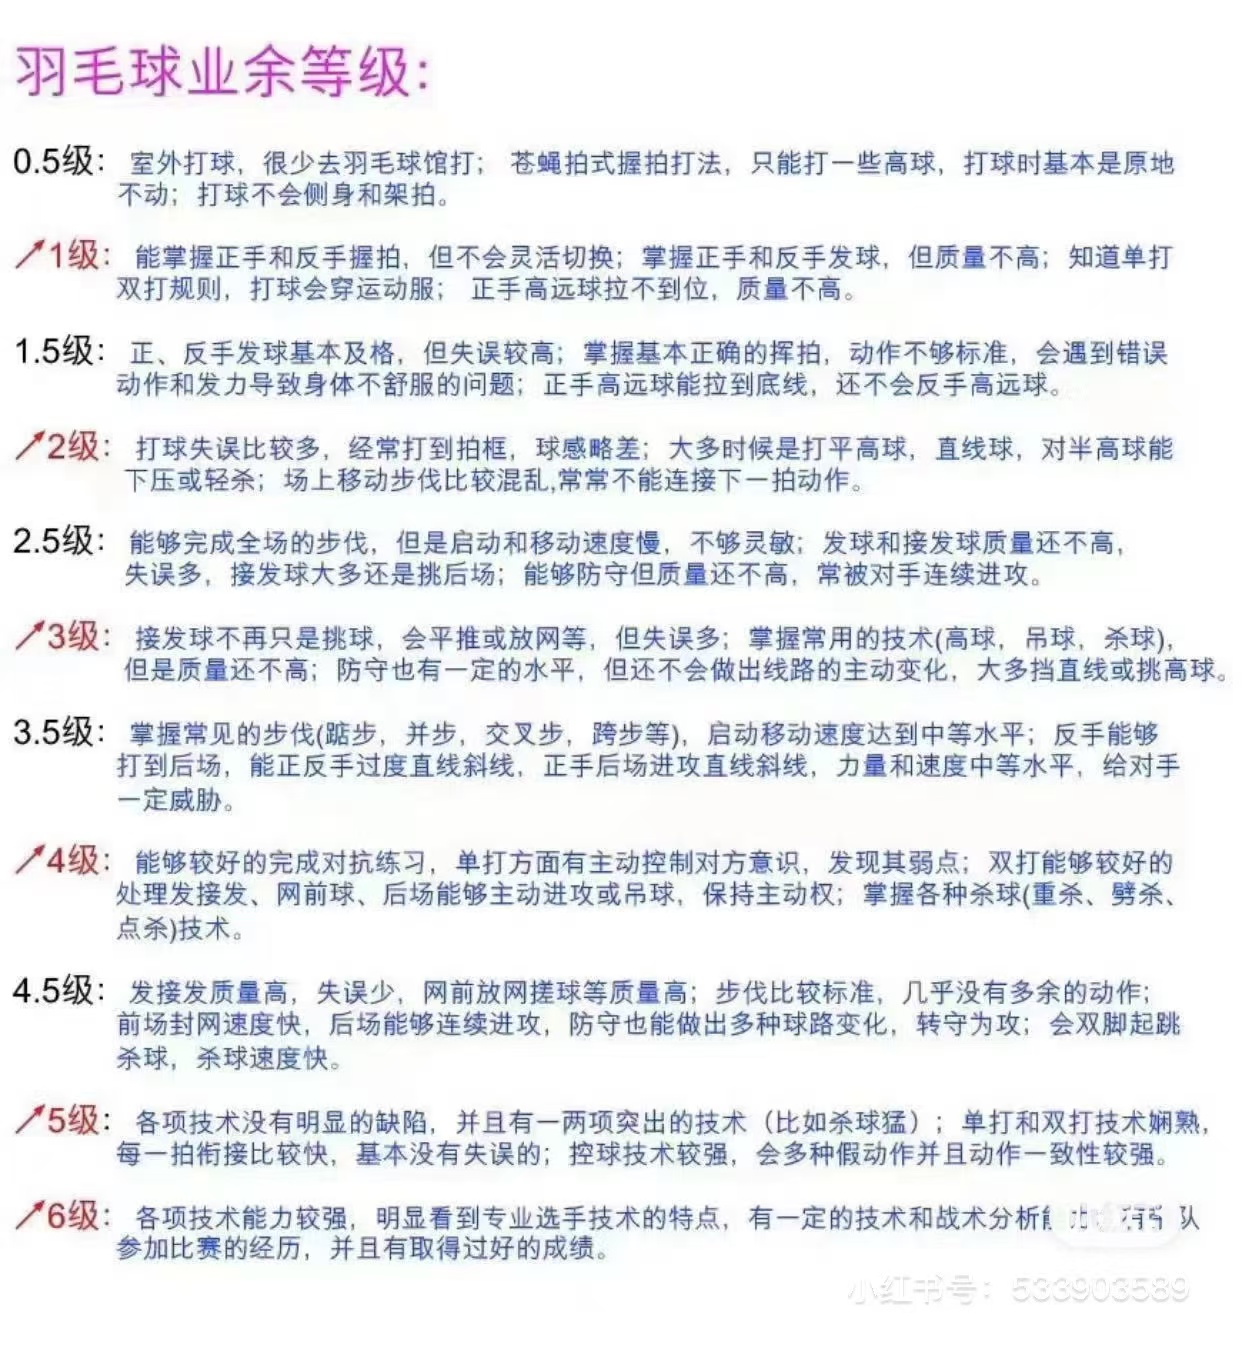 羽毛球业余等级:
0.5级： 室外打球，很少去羽毛球馆打； 苍蝇拍式握拍打法，只能打一些高球，打球时基本是原地
不动；打球不会侧身和架拍。
↗1级： 能掌握正手和反手握拍，但不会灵活切换；掌握正手和反手发球，但质量不高；知道单打
双打规则，打球会穿运动服； 正手高远球拉不到位，质量不高。
1.5级： 正、反手发球基本及格，但失误较高；掌握基本正确的挥拍，动作不够标准，会遇到错误
动作和发力导致身体不舒服的问题；正手高远球能拉到底线，还不会反手高远球。
↗2级： 打球失误比较多，经常打到拍框，球感略差；大多时候是打平高球，直线球，对半高球能
下压或轻杀；场上移动步伐比较混乱,常常不能连接下一拍动作。
2.5级： 能够完成全场的步伐，但是启动和移动速度慢，不够灵敏；发球和接发球质量还不高，
失误多，接发球大多还是挑后场；能够防守但质量还不高，常被对手连续进攻。
↗3级： 接发球不再只是挑球，会平推或放网等，但失误多；掌握常用的技术(高球，吊球，杀球)，
但是质量还不高；防守也有一定的水平，但还不会做出线路的主动变化，大多挡直线或挑高球。
3.5级： 掌握常见的步伐(踮步，并步，交叉步，跨步等)，启动移动速度达到中等水平；反手能够
打到后场，能正反手过度直线斜线，正手后场进攻直线斜线，力量和速度中等水平，给对手
一定威胁。
↗4级： 能够较好的完成对抗练习，单打方面有主动控制对方意识，发现其弱点；双打能够较好的
处理发接发、网前球、后场能够主动进攻或吊球，保持主动权；掌握各种杀球(重杀、劈杀、
点杀)技术。
4.5级： 发接发质量高，失误少，网前放网搓球等质量高；步伐比较标准，几乎没有多余的动作；
前场封网速度快，后场能够连续进攻，防守也能做出多种球路变化，转守为攻；会双脚起跳
杀球，杀球速度快。
↗5级： 各项技术没有明显的缺陷，并且有一两项突出的技术（比如杀球猛）；单打和双打技术娴熟，
每一拍衔接比较快，基本没有失误的；控球技术较强，会多种假动作并且动作一致性较强。
↗6级： 各项技术能力较强，明显看到专业选手技术的特点，有一定的技术和战术分析 队
参加比赛的经历，并且有取得过好的成绩。
小红书号：533903589